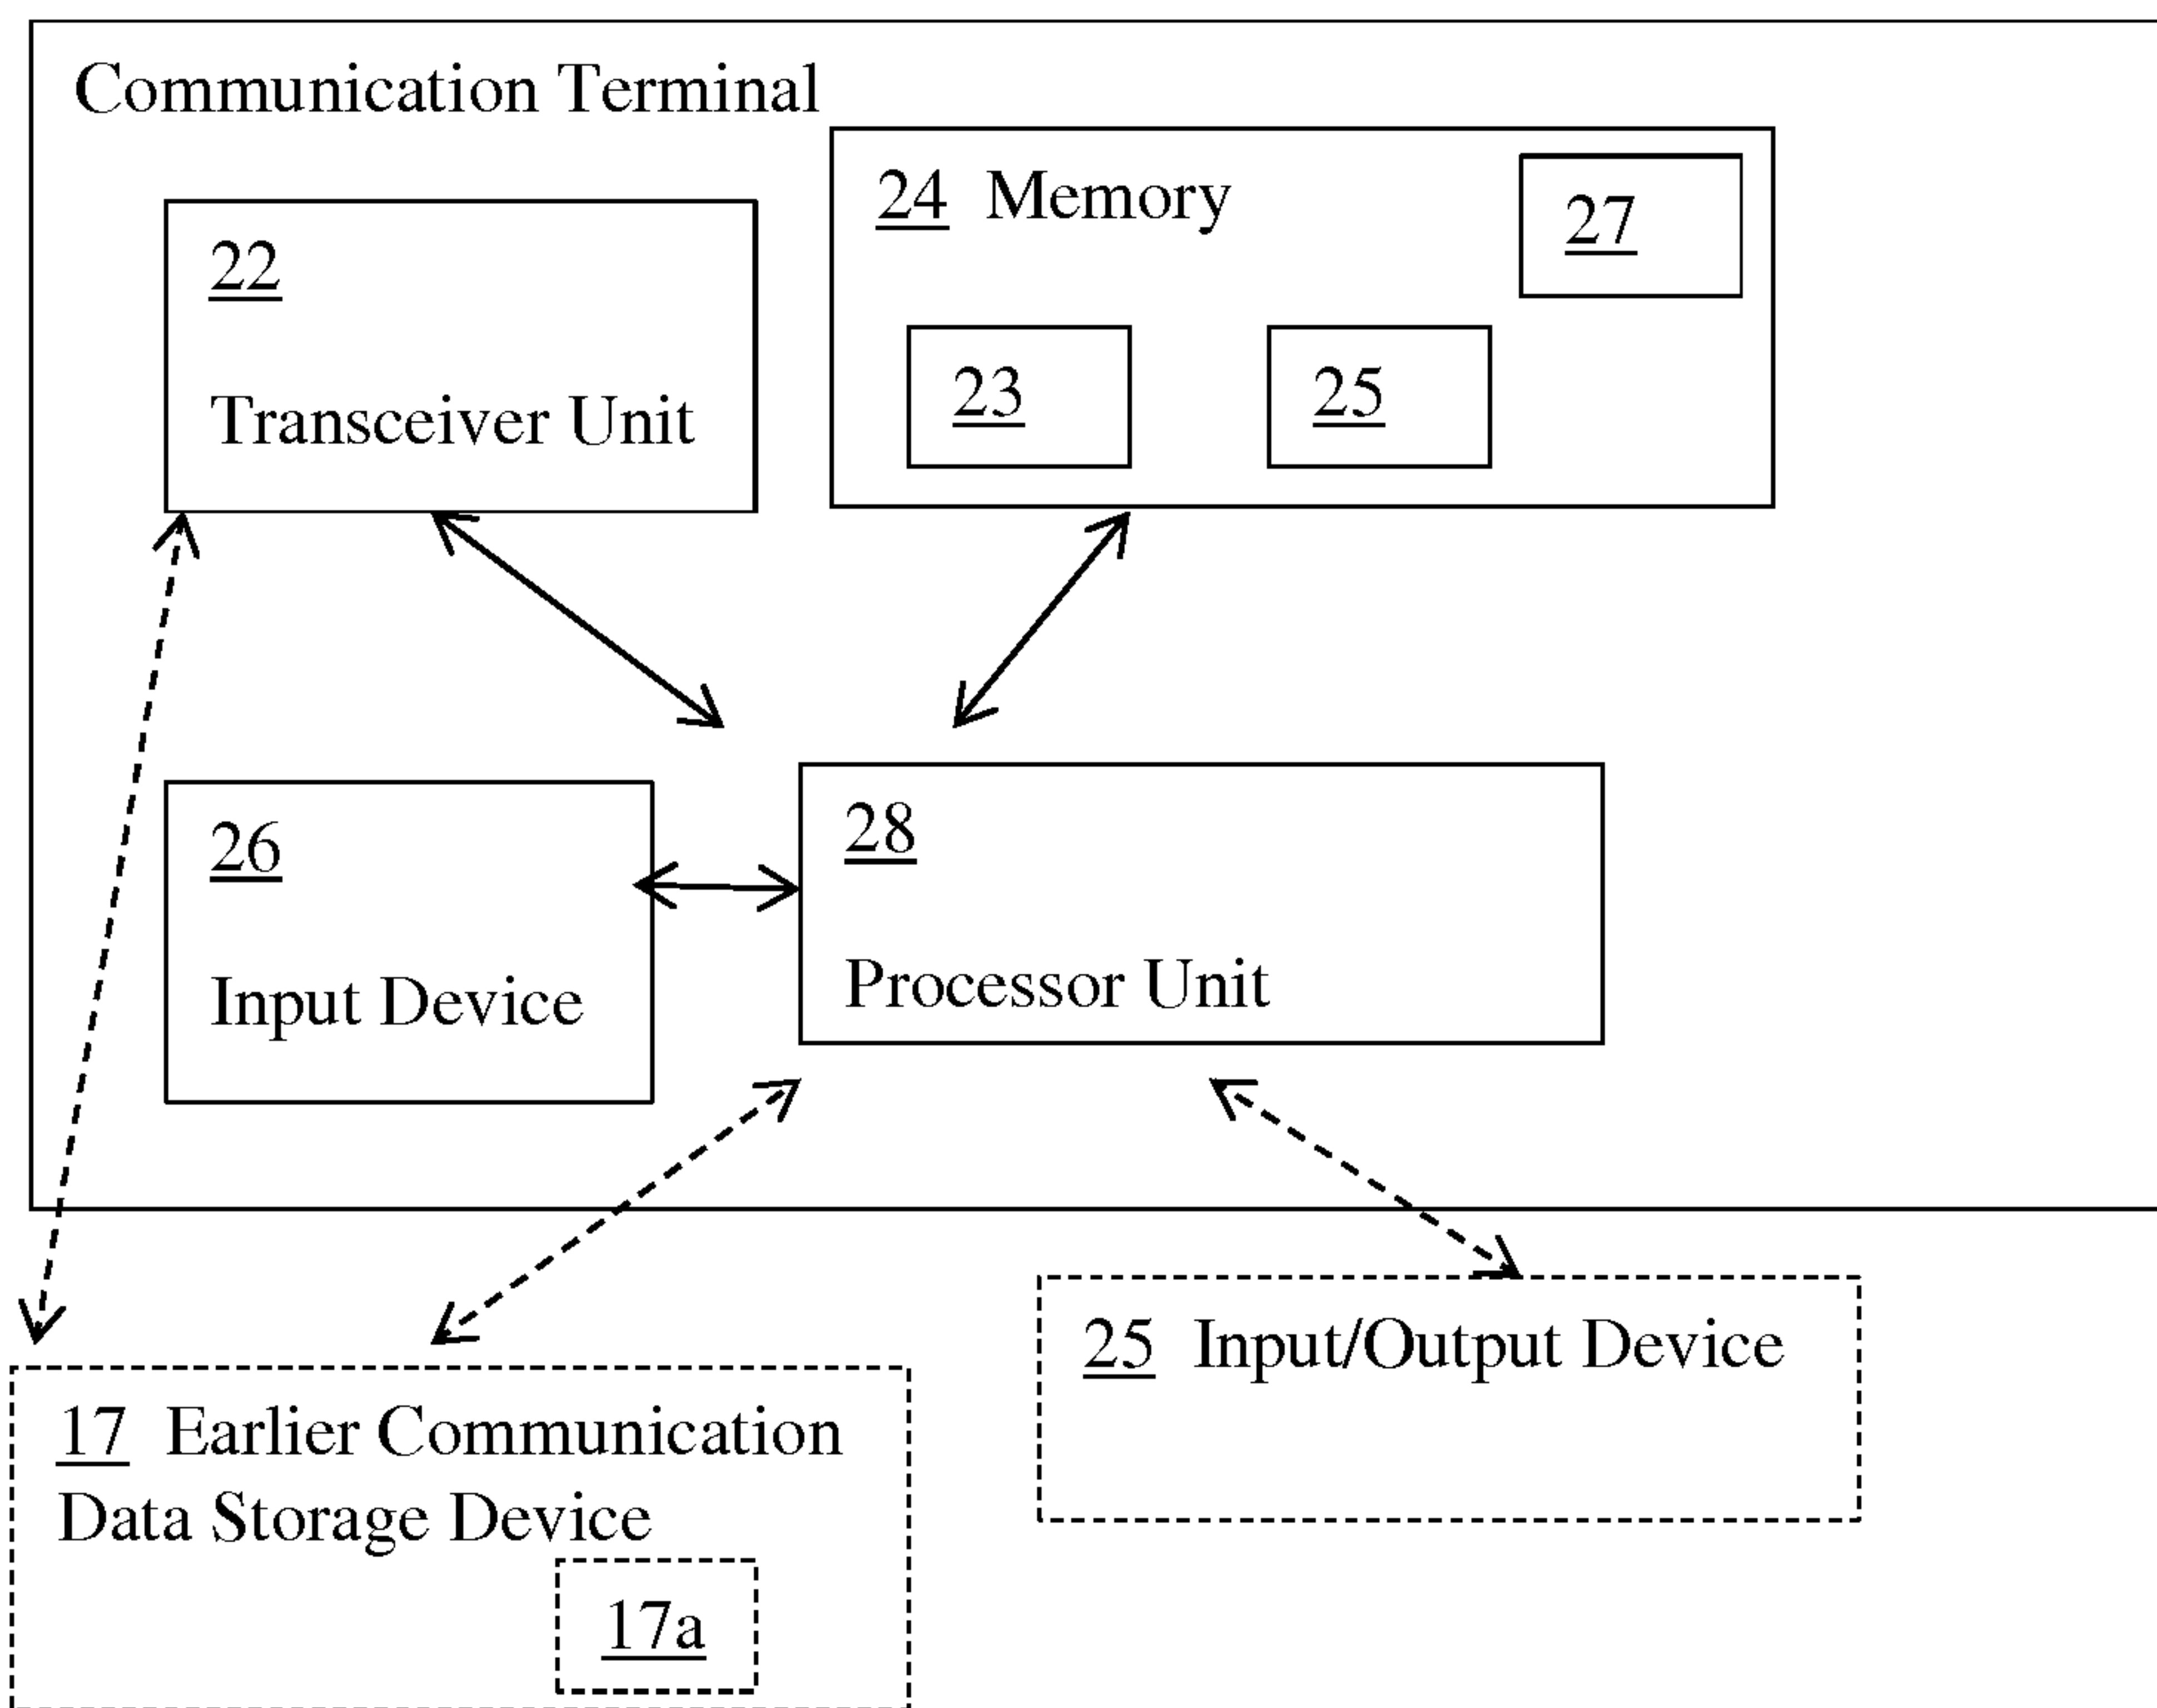 Communication Terminal
24 Memory
27
22
23
25
Transceiver Unit
26
28
Input Device
Processor Unit
25 Input/Output Device
17 Earlier Communication
Data Storage Device
17a